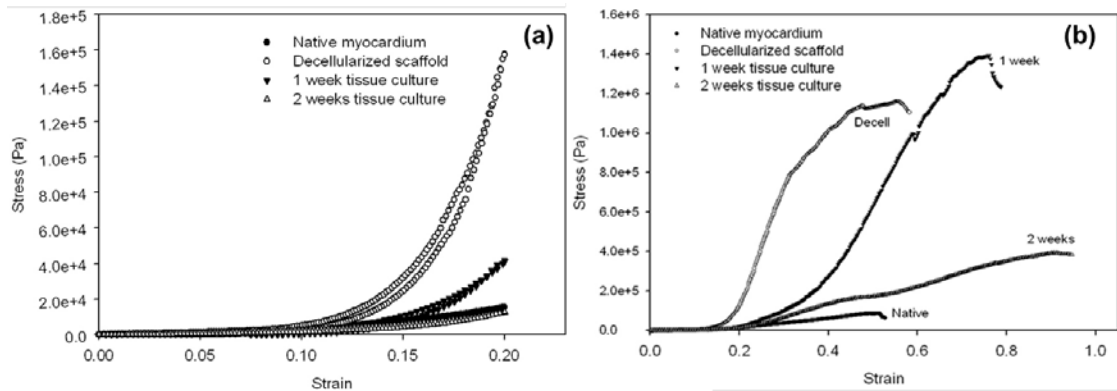 (a)
Native myocardium
Decellularized scaffold
1 week tissue culture
2 weeks tissue culture
1.8e+5
1.6e+5
1.4e+5
1.2e+5
1.0e+5
8.0e+4
6.0e+4
4.0e+4
2.0e+4
0.0
Stress (Pa)
0.00 0.05 0.10 0.15 0.20
Strain
(b)
Native myocardium
Decellularized scaffold
1 week tissue culture
2 weeks tissue culture
1.6e+6
1.4e+6
1.2e+6
1.0e+6
8.0e+5
6.0e+5
4.0e+5
2.0e+5
0.0
Stress (Pa)
1 week
Decell
2 weeks
Native
0.0 0.2 0.4 0.6 0.8 1.0
Strain